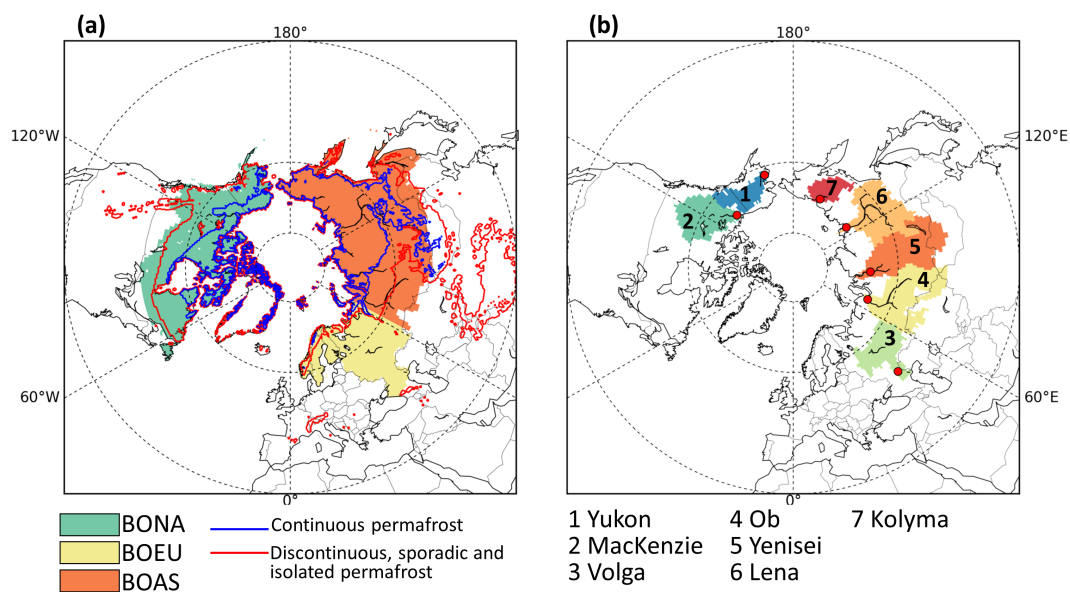 (a)
(b)
180°
180°
120°W
120°E
1
7
6
2
5
4
3
60°W
60°E
0°
0°
BONA
Continuous permafrost
BOEU
Discontinuous, sporadic and
isolated permafrost
BOAS
1 Yukon
4 Ob
7 Kolyma
2 MacKenzie
5 Yenisei
3 Volga
6 Lena